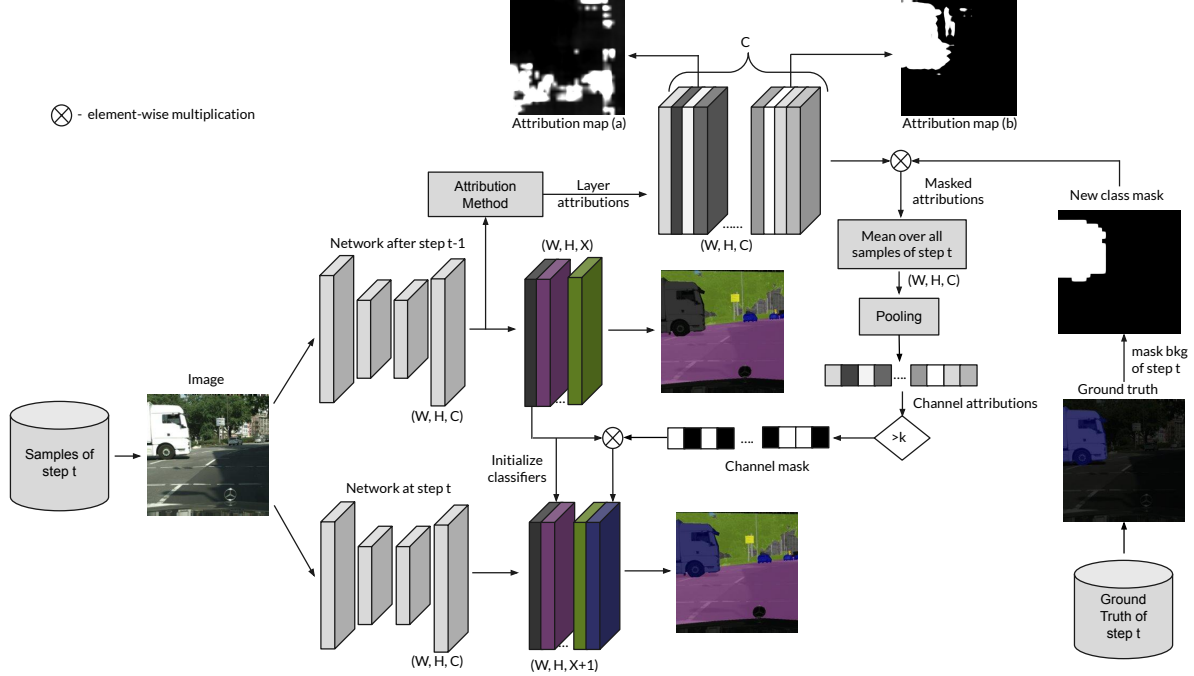 C
⊗ - element-wise multiplication
Attribution map (a)
Attribution map (b)
Attribution
Method
Layer
attributions
......
(W, H, C)
Masked
attributions
New class mask
Mean over all
samples of step t
(W, H, C)
Pooling
....
Channel attributions
>k
....
Channel mask
Network after step t-1
(W, H, X)
...
(W, H, C)
Image
Samples of
step t
Initialize
classifiers
Network at step t
(W, H, C)
...
(W, H, X+1)
mask bkg
of step t
Ground truth
Ground
Truth of
step t